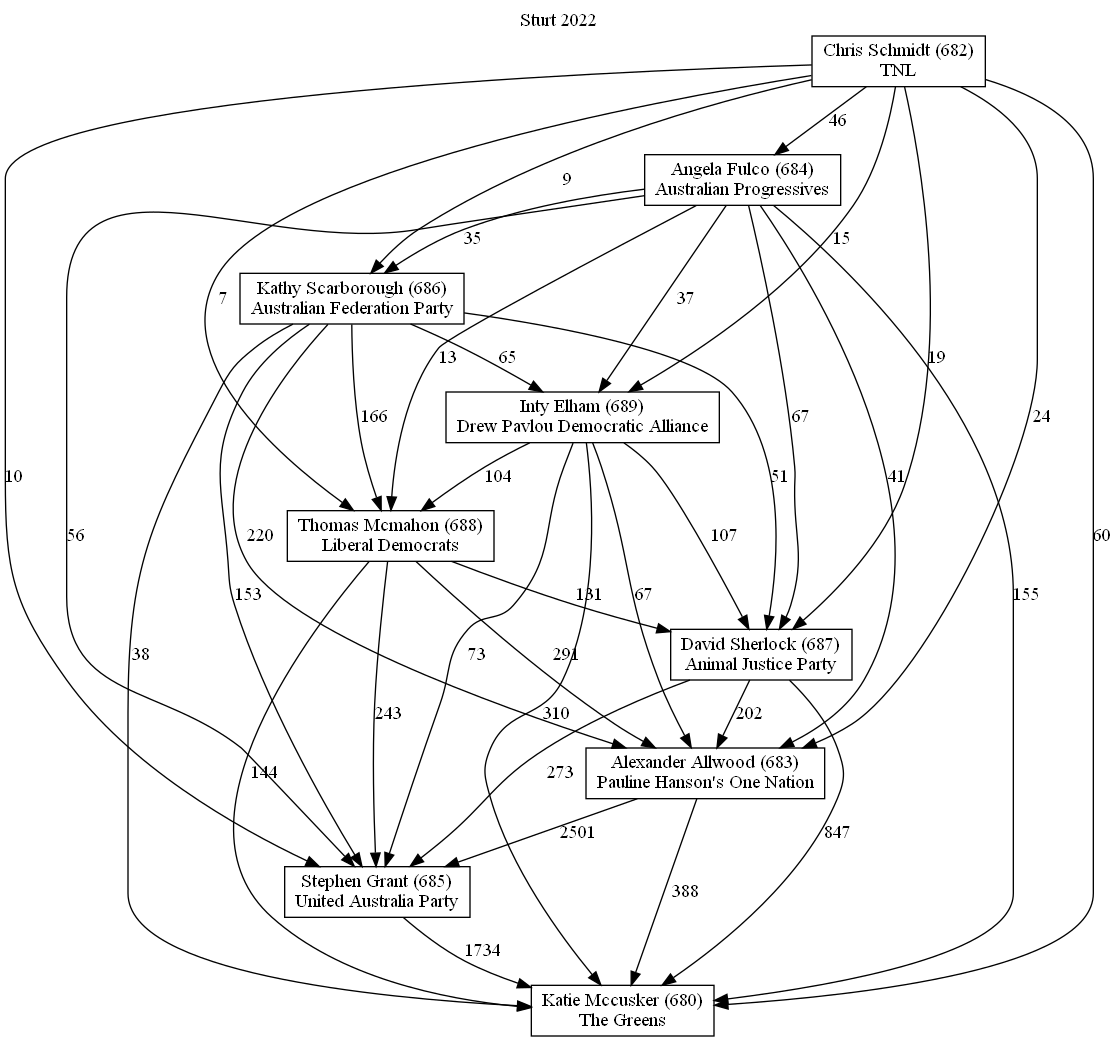 Sturt 2022
Chris Schmidt (682)
TNL
46
Angela Fulco (684)
Australian Progressives
9
35
15
Kathy Scarborough (686)
Australian Federation Party
7
37
13
65
19
Inty Elham (689)
Drew Pavlou Democratic Alliance
166
67
24
10
104
51
41
Thomas Mcmahon (688)
Liberal Democrats
56
220
107
60
153
131
67
155
David Sherlock (687)
Animal Justice Party
38
73
291
243
310
202
Alexander Allwood (683)
Pauline Hanson's One Nation
144
273
2501
847
Stephen Grant (685)
United Australia Party
388
1734
Katie Mccusker (680)
The Greens